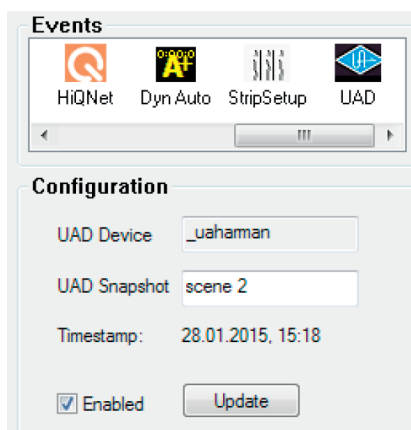 Events
HiQNet Dyn Auto StripSetup UAD
Configuration
UAD Device _uaharman
UAD Snapshot scene 2
Timestamp: 28.01.2015, 15:18
Enabled Update